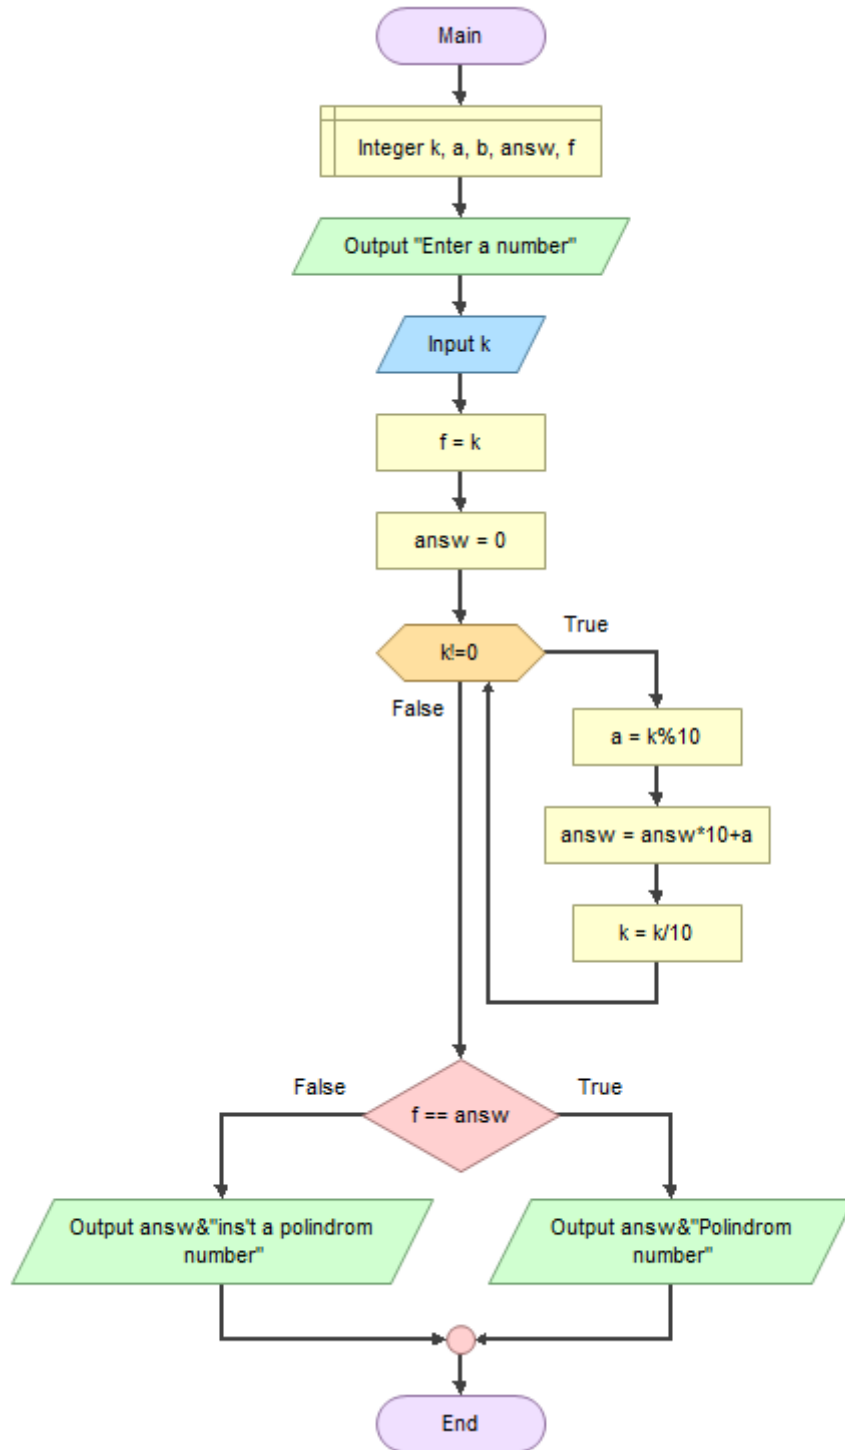 Main
Integer k, a, b, answ, f
Output "Enter a number"
Input k
f = k
answ = 0
k!=0
True
False
a = k%10
answ = answ*10+a
k = k/10
False
True
f == answ
Output answ&"ins't a polindrom
number"
Output answ&"Polindrom
number"
End